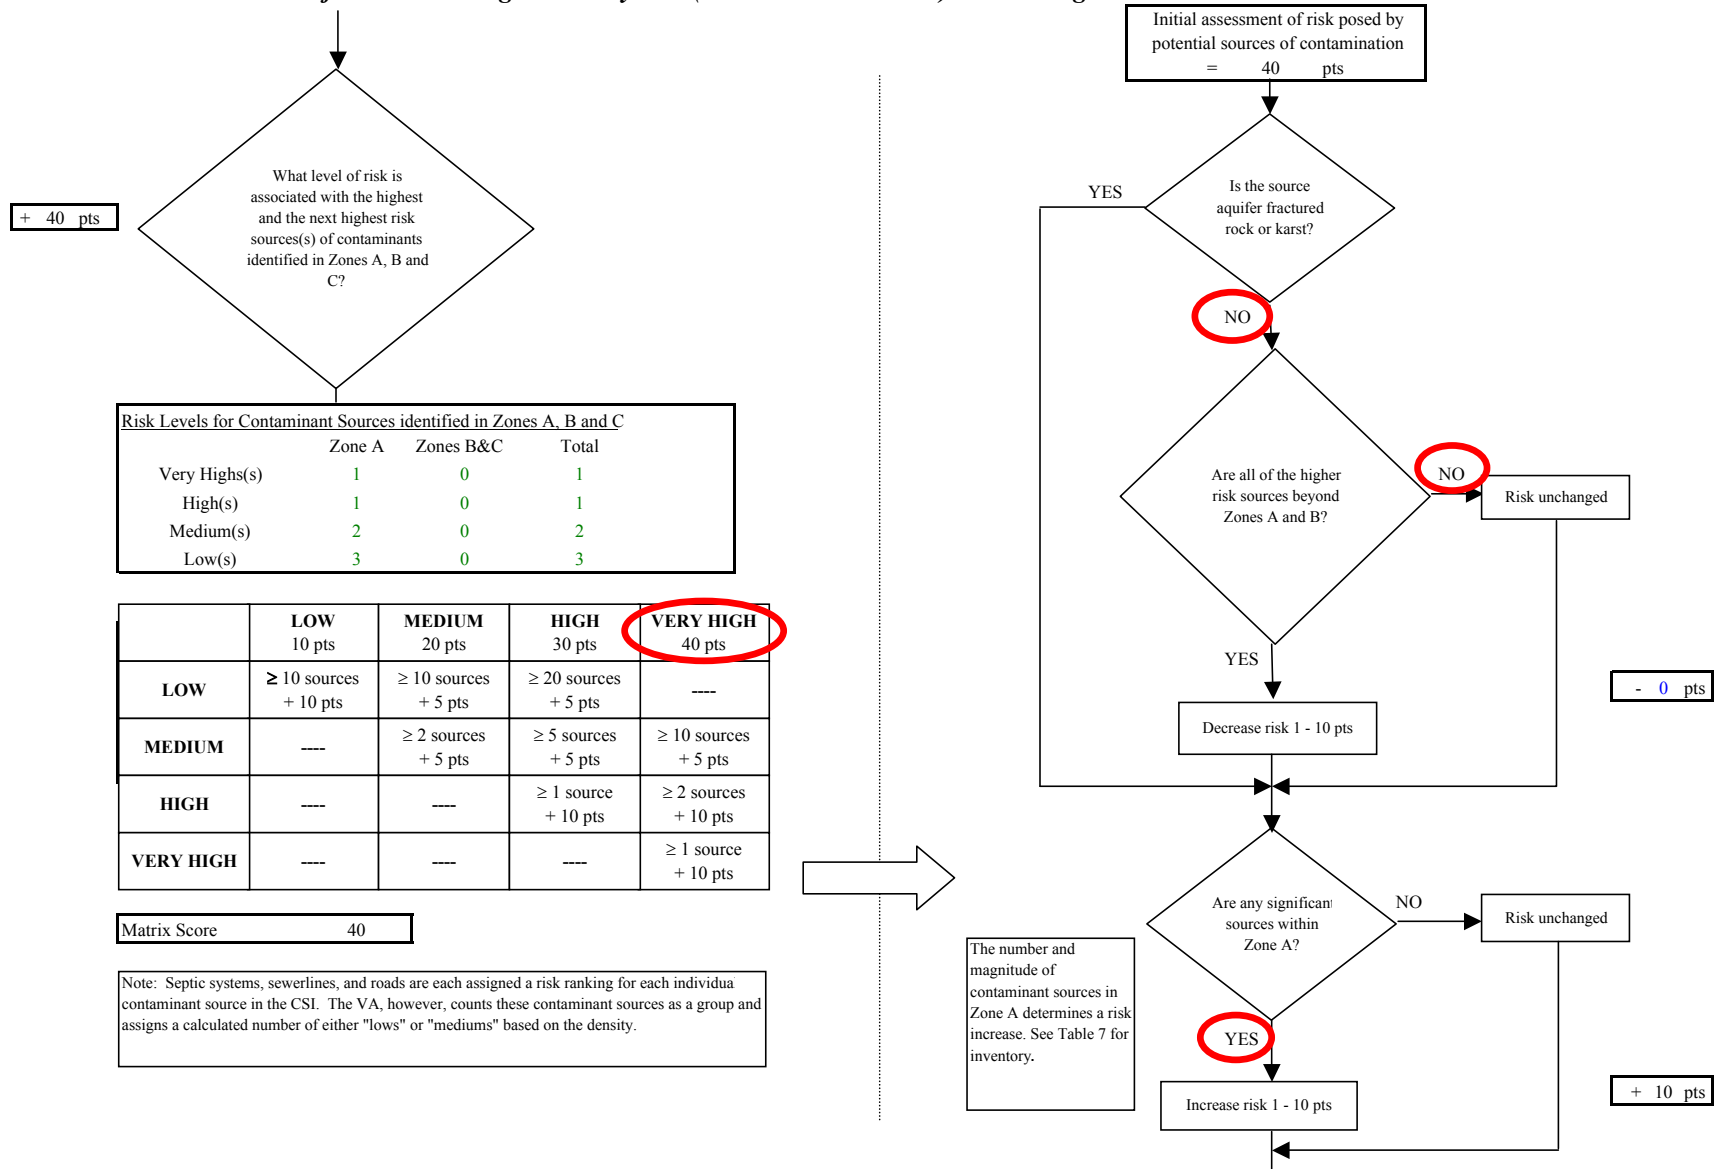 Initial assessment of risk posed by
potential sources of contamination
= 40 pts
What level of risk is
associated with the highest
and the next highest risk
sources(s) of contaminants
identified in Zones A, B and
C?
+ 40 pts
Risk Levels for Contaminant Sources identified in Zones A, B and C
Zone A Zones B&C Total
Very Highs(s) 1 0 1
High(s) 1 0 1
Medium(s) 2 0 2
Low(s) 3 0 3
LOW MEDIUM HIGH VERY HIGH
10 pts 20 pts 30 pts 40 pts
LOW ≥ 10 sources ≥ 10 sources ≥ 20 sources ----
+ 10 pts + 5 pts + 5 pts
MEDIUM ---- ≥ 2 sources ≥ 5 sources ≥ 10 sources
+ 5 pts + 5 pts + 5 pts
HIGH ---- ---- ≥ 1 source ≥ 2 sources
+ 10 pts + 10 pts
VERY HIGH ---- ---- ---- ≥ 1 source
+ 10 pts
Matrix Score 40
Note: Septic systems, sewerlines, and roads are each assigned a risk ranking for each individua
contaminant source in the CSI. The VA, however, counts these contaminant sources as a group and
assigns a calculated number of either "lows" or "mediums" based on the density.
YES
Is the source
aquifer fractured
rock or karst?
NO
Are all of the higher
risk sources beyond
Zones A and B?
NO
Risk unchanged
YES
- 0 pts
Decrease risk 1 - 10 pts
Are any significant
sources within
Zone A?
NO
Risk unchanged
The number and
magnitude of
contaminant sources in
Zone A determines a risk
increase. See Table 7 for
inventory.
YES
+ 10 pts
Increase risk 1 - 10 pts